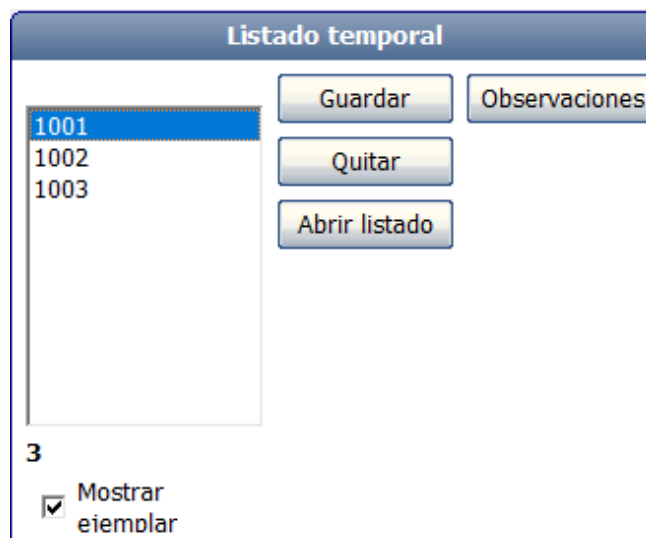 Listado temporal
Guardar
Observaciones
1001
1002
1003
Quitar
Abrir listado
3
Mostrar
ejemplar